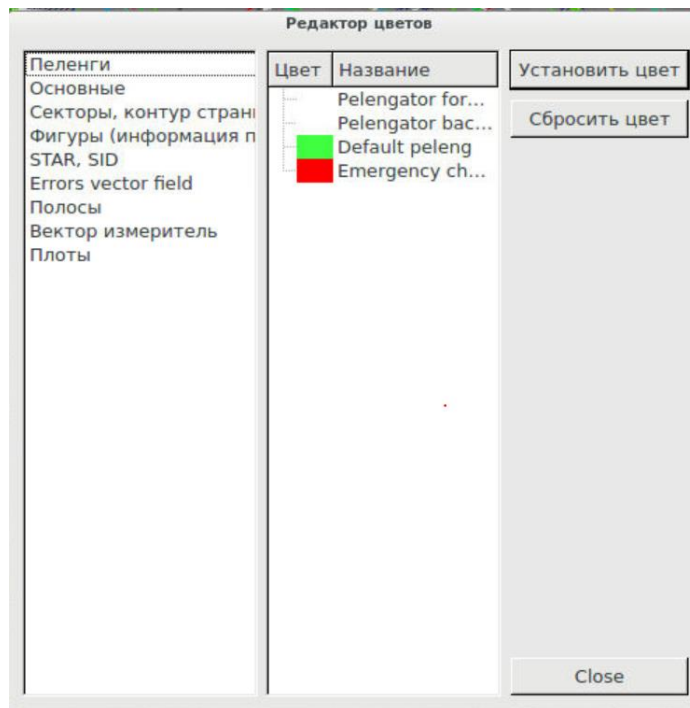 Редактор цветов
Пеленги
Основные
Секторы, контур стран
Фигуры (информация п
STAR, SID
Errors vector field
Полосы
Вектор измеритель
Плоты
Цвет Название
Pelengator for...
Pelengator bac...
Default peleng
Emergency ch...
Установить цвет
Сбросить цвет
Close